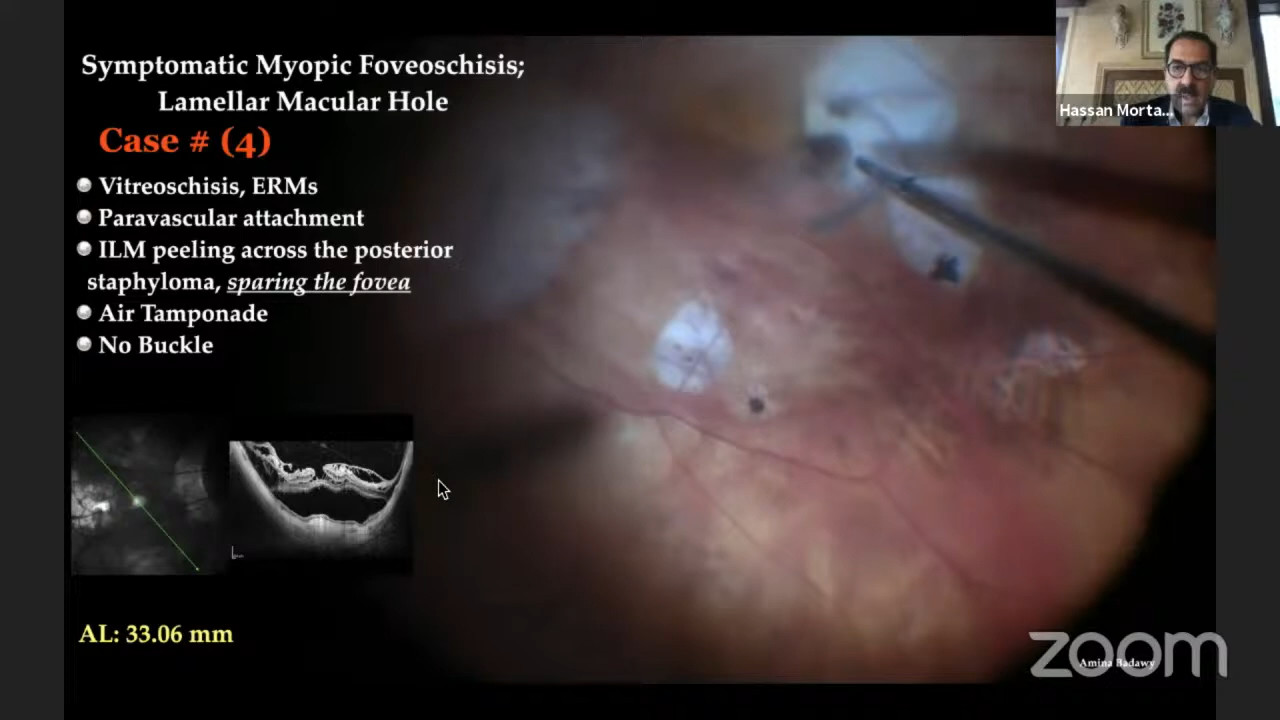 Symptomatic Myopic Foveoschisis;
Lamellar Macular Hole
Case # (4)
Vitreoschisis, ERMs
Paravascular attachment
ILM peeling across the posterior
staphyloma, sparing the fovea
Air Tamponade
No Buckle
AL: 33.06 mm
Hassan Morta...
zoom
Amina Badawy